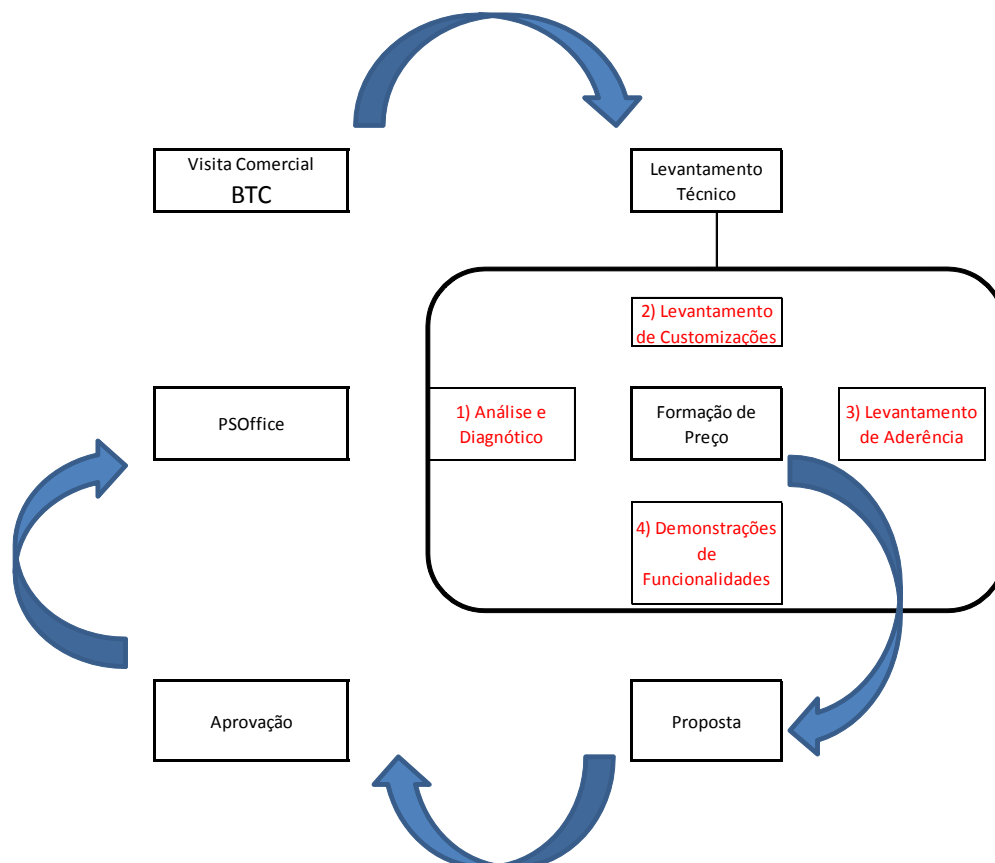 Visita Comercial
BTC
Levantamento
Técnico
2) Levantamento
de Customizações
PSOffice
1) Análise e
Diagnótico
Formação de
Preço
3) Levantamento
de Aderência
4) Demonstrações
de
Funcionalidades
Aprovação
Proposta